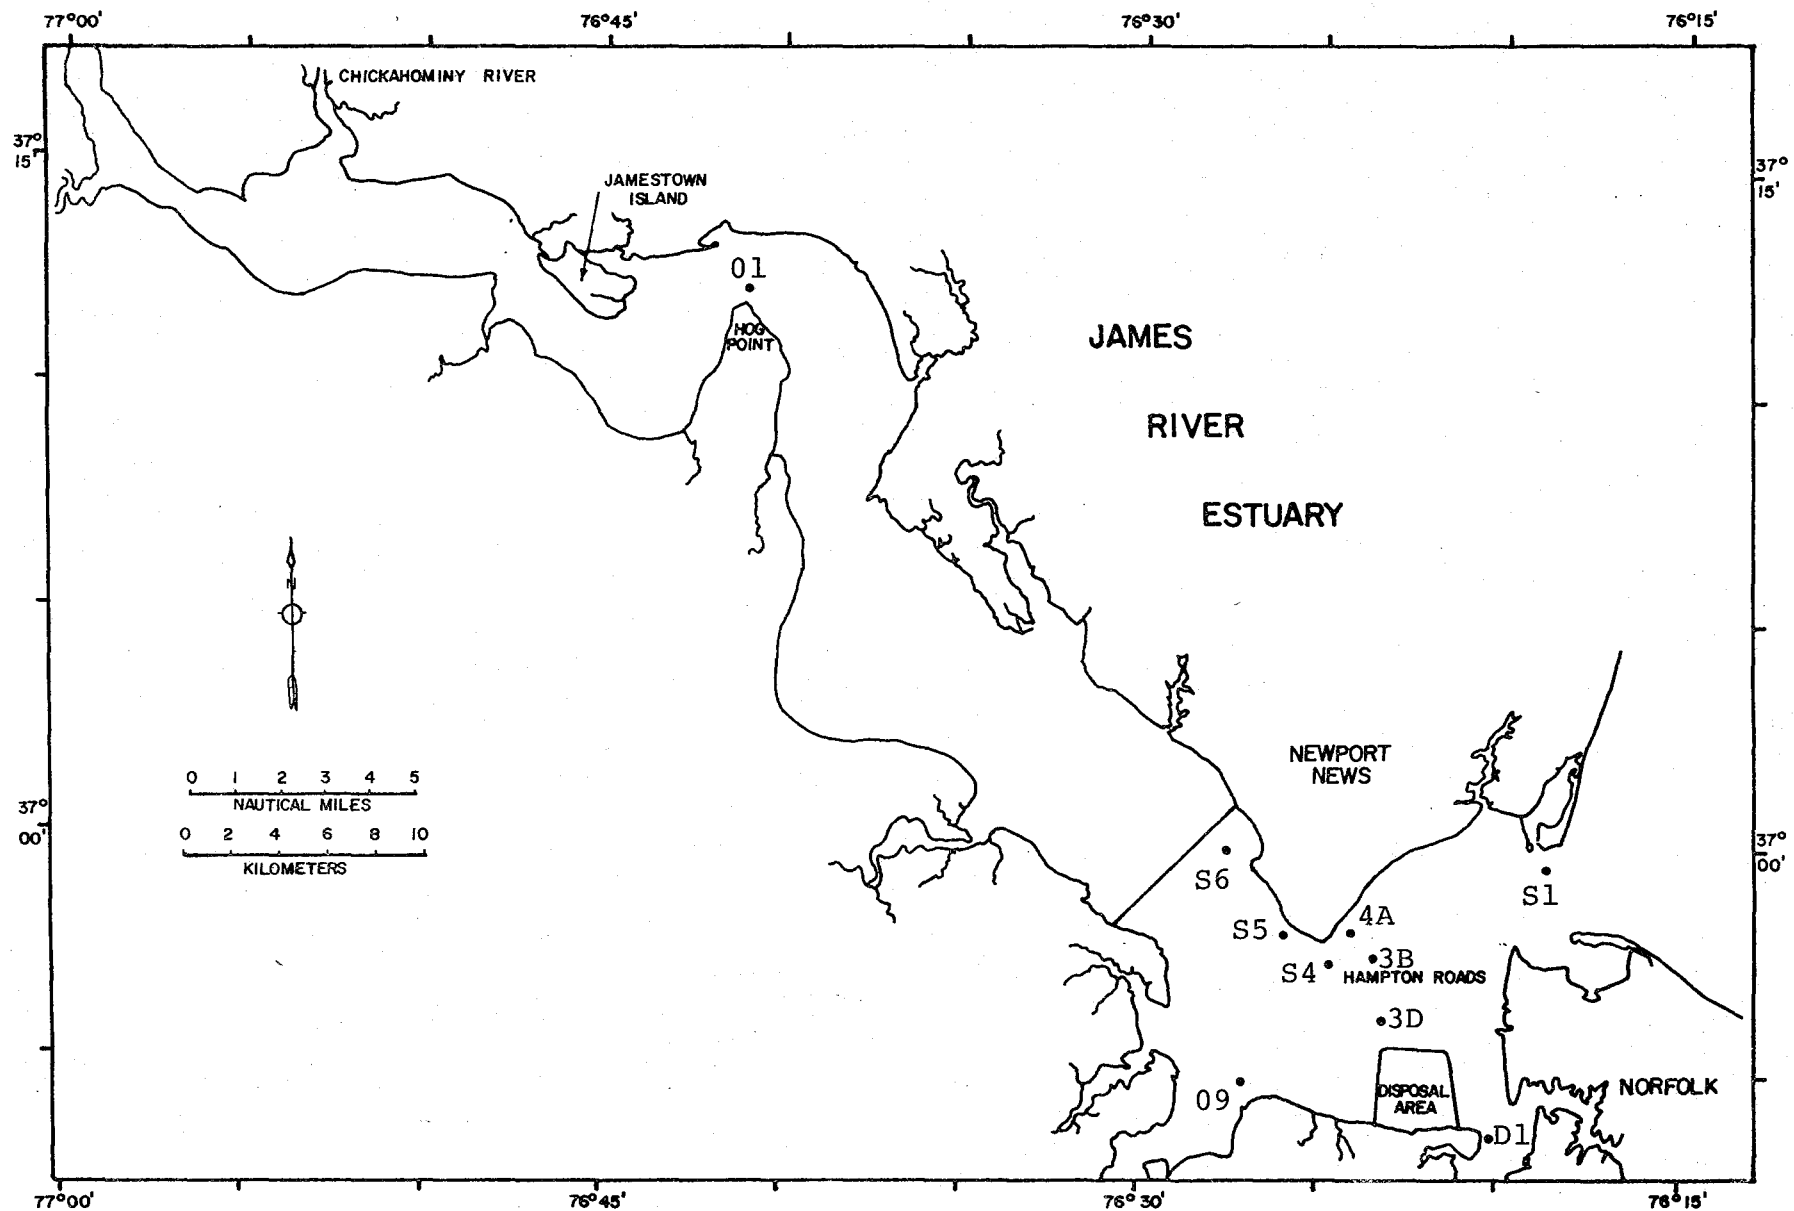 77°00'
76°45'
76°30'
76°15'
CHICKAHOMINY RIVER
37°
15'
37°
15'
JAMESTOWN
ISLAND
01
HOG
POINT
JAMES
RIVER
ESTUARY
N
0 1 2 3 4 5
NAUTICAL MILES
0 2 4 6 8 10
KILOMETERS
NEWPORT
NEWS
37°
00'
37°
00'
S6
S1
4A
S5
3B
S4
HAMPTON ROADS
3D
DISPOSAL
AREA
NORFOLK
09
D1
77°00'
76°45'
76°30'
76°15'